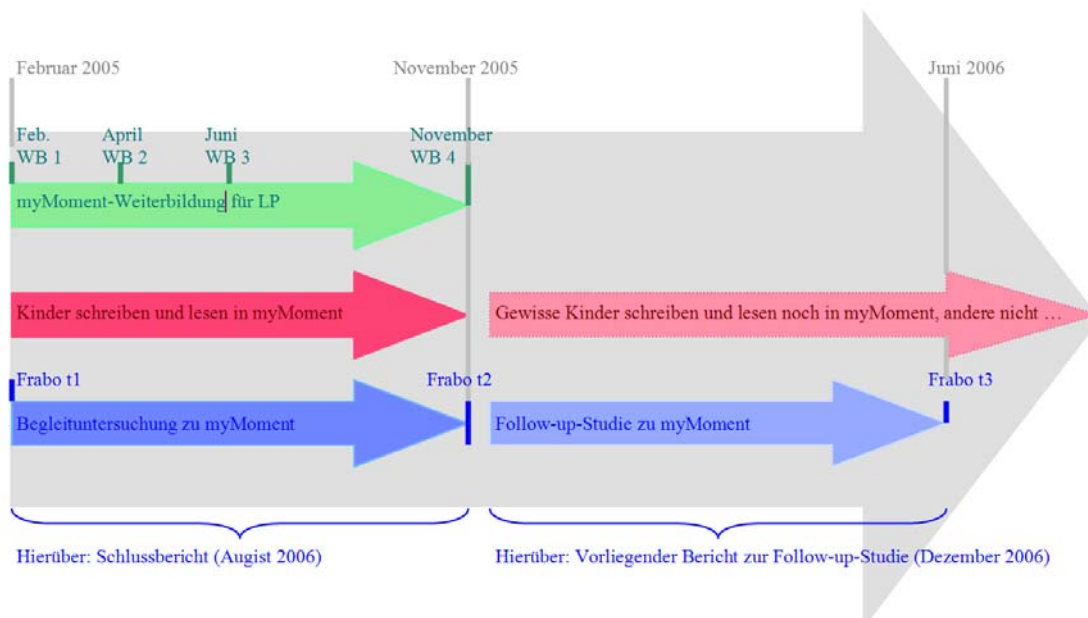 Februar 2005
November 2005
Juni 2006
Feb.
WB 1
April
WB 2
Juni
WB 3
November
WB 4
myMoment-Weiterbildung für LP
Kinder schreiben und lesen in myMoment
Gewisse Kinder schreiben und lesen noch in myMoment, andere nicht …
Frabo t1
Frabo t2
Frabo t3
Begleituntersuchung zu myMoment
Follow-up-Studie zu myMoment
Hierüber: Schlussbericht (Augist 2006)
Hierüber: Vorliegender Bericht zur Follow-up-Studie (Dezember 2006)